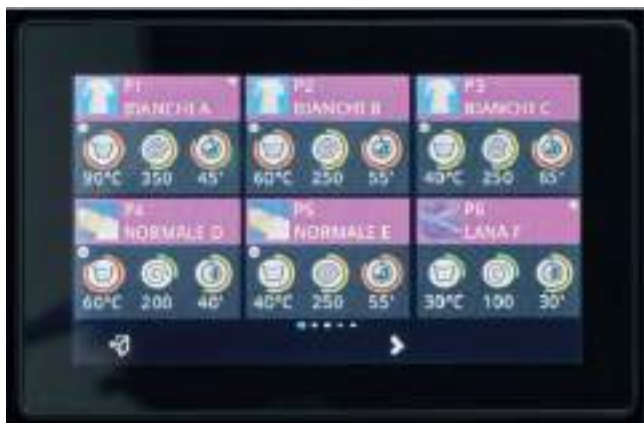 P1
BIANCHI A
P2
BIANCHI B
P3
BIANCHI C
90°C 350 45'
60°C 250 55'
40°C 250 65'
P4
NORMALE D
P5
NORMALE E
P6
LANA F
60°C 200 40'
40°C 250 55'
30°C 100 30'